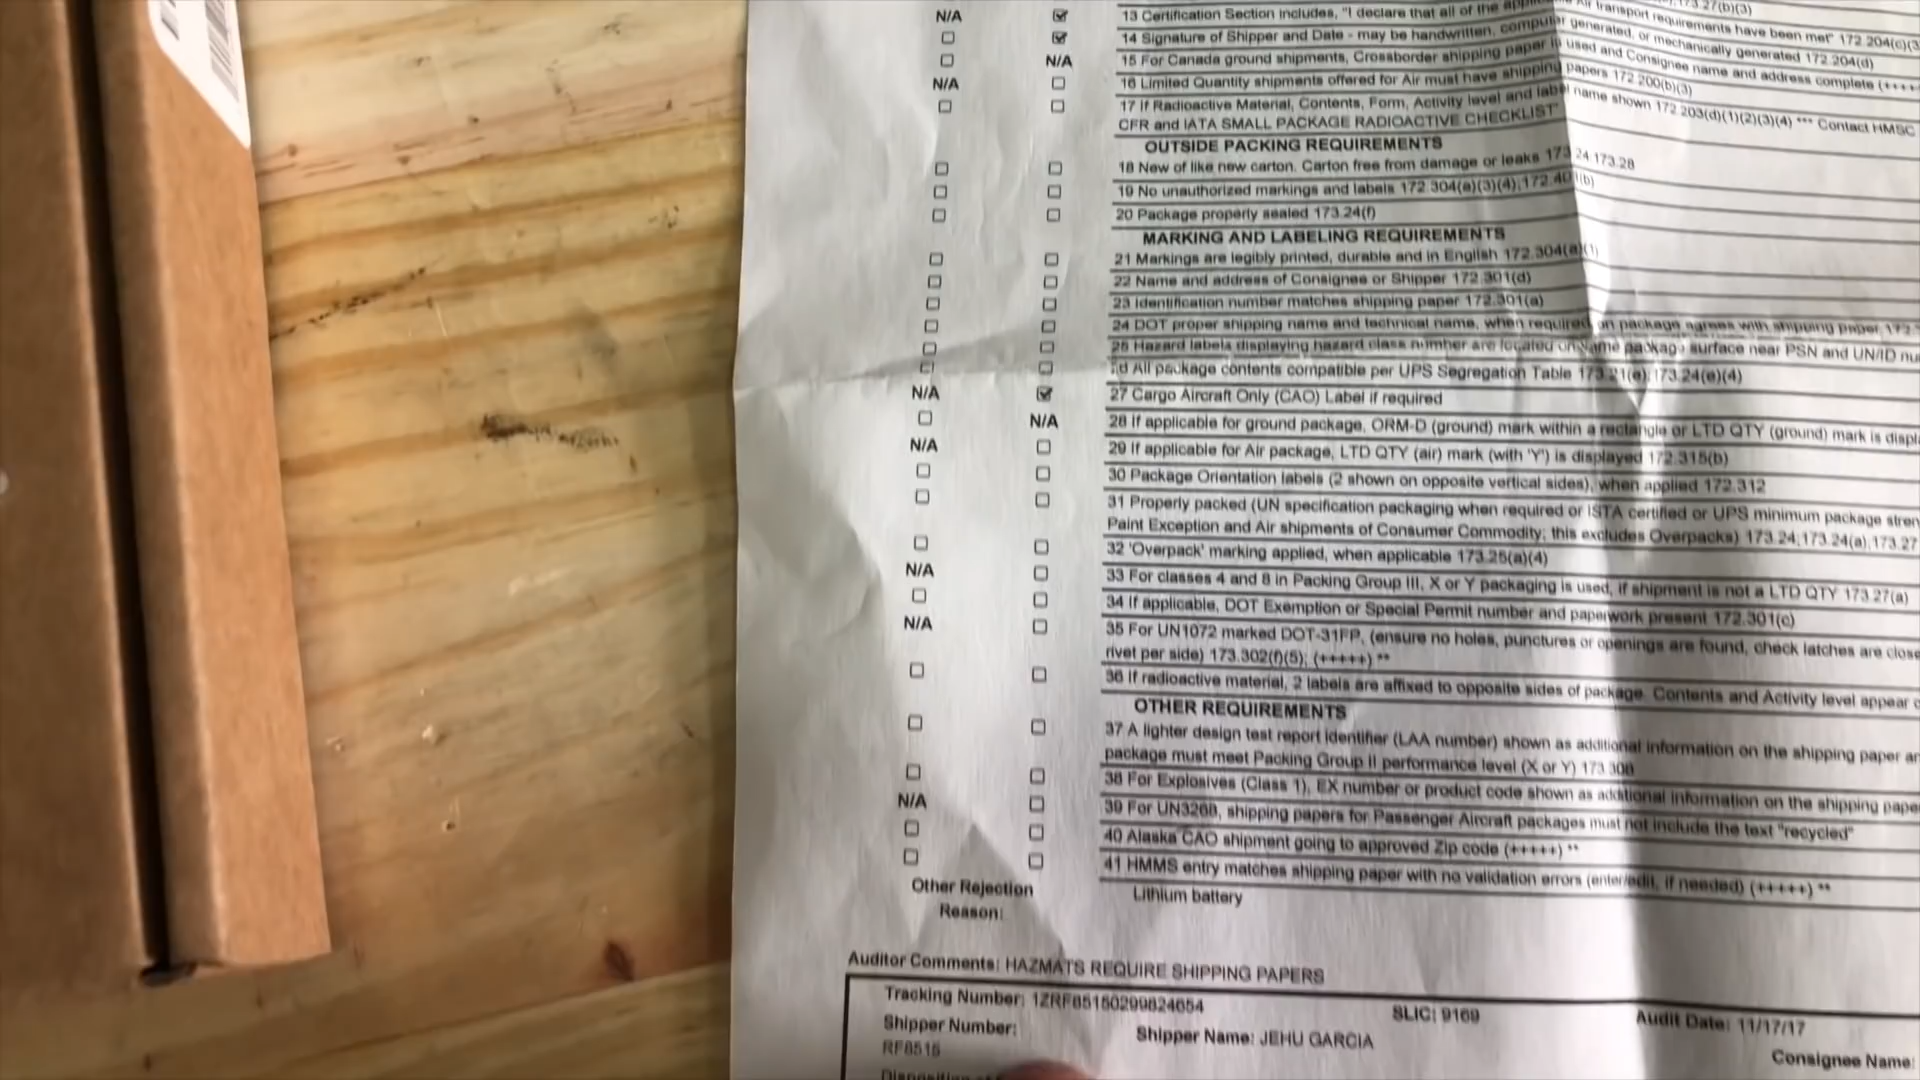 N/A ☑ 13 Certification Section includes, "I declare that all of the Air transport requirements have been met" 172.204(c)(3
☐ ☑ 14 Signature of Shipper and Date - may be handwritten, computer generated, or mechanically generated 172.204(d)
☐ N/A 15 For Canada ground shipments, Crossborder shipping paper is used and Consignee name and address complete (++++
N/A ☐ 16 Limited Quantity shipments offered for Air must have shipping papers 172.200(b)(3)
☐ ☐ 17 If Radioactive Material, Contents, Form, Activity level and label name shown 172.203(d)(1)(2)(3)(4) *** Contact HMSC
CFR and IATA SMALL PACKAGE RADIOACTIVE CHECKLIST"
OUTSIDE PACKING REQUIREMENTS
☐ ☐ 18 New of like new carton. Carton free from damage or leaks 173.24;173.28
☐ ☐ 19 No unauthorized markings and labels 172.304(a)(3)(4);172.401(b)
☐ ☐ 20 Package properly sealed 173.24(f)
MARKING AND LABELING REQUIREMENTS
☐ ☐ 21 Markings are legibly printed, durable and in English 172.304(a)(1)
☐ ☐ 22 Name and address of Consignee or Shipper 172.301(d)
☐ ☐ 23 Identification number matches shipping paper 172.301(a)
☐ ☐ 24 DOT proper shipping name and technical name, when required, on package agrees with shipping paper 172.
☐ ☐ 25 Hazard labels displaying hazard class number are located on same package surface near PSN and UN/ID nu
☐ ☐ 26 All package contents compatible per UPS Segregation Table 173.21(e);173.24(e)(4)
N/A ☑ 27 Cargo Aircraft Only (CAO) Label if required
☐ N/A 28 If applicable for ground package, ORM-D (ground) mark within a rectangle or LTD QTY (ground) mark is displ
N/A ☐ 29 If applicable for Air package, LTD QTY (air) mark (with 'Y') is displayed 172.315(b)
☐ ☐ 30 Package Orientation labels (2 shown on opposite vertical sides), when applied 172.312
☐ ☐ 31 Properly packed (UN specification packaging when required or ISTA certified or UPS minimum package stren
Paint Exception and Air shipments of Consumer Commodity; this excludes Overpacks) 173.24;173.24(a);173.27
☐ ☐ 32 'Overpack' marking applied, when applicable 173.25(a)(4)
N/A ☐ 33 For classes 4 and 8 in Packing Group III, X or Y packaging is used, if shipment is not a LTD QTY 173.27(a)
☐ ☐ 34 If applicable, DOT Exemption or Special Permit number and paperwork present 172.301(c)
N/A ☐ 35 For UN1072 marked DOT-31FP, (ensure no holes, punctures or openings are found, check latches are close
rivet per side) 173.302(f)(5); (+++++) **
☐ ☐ 36 If radioactive material, 2 labels are affixed to opposite sides of package. Contents and Activity level appear
OTHER REQUIREMENTS
☐ ☐ 37 A lighter design test report identifier (LAA number) shown as additional information on the shipping paper an
package must meet Packing Group II performance level (X or Y) 173.308
☐ ☐ 38 For Explosives (Class 1), EX number or product code shown as additional information on the shipping pape
N/A ☐ 39 For UN3268, shipping papers for Passenger Aircraft packages must not include the text "recycled"
☐ ☐ 40 Alaska CAO shipment going to approved Zip code (+++++) **
☐ ☐ 41 HMMS entry matches shipping paper with no validation errors (enter/edit, if needed) (+++++) **
Other Rejection Reason: Lithium battery
Auditor Comments: HAZMATS REQUIRE SHIPPING PAPERS
Tracking Number: 1ZRF85150299824654 SLIC: 9169 Audit Date: 11/17/17
Shipper Number: RF8515 Shipper Name: JEHU GARCIA Consignee Name: